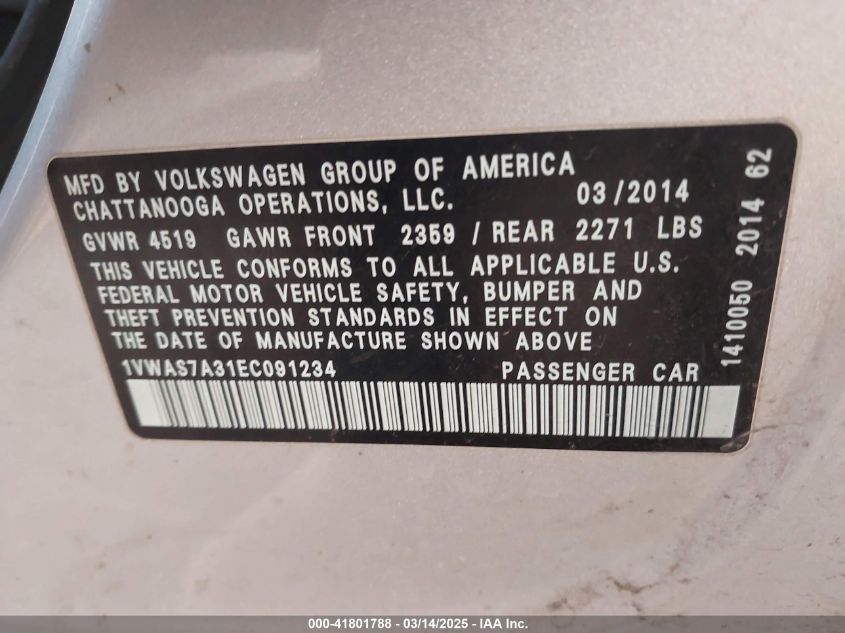 MFD BY VOLKSWAGEN GROUP OF AMERICA
CHATTANOOGA OPERATIONS, LLC. 03/2014
GVWR 4519 GAWR FRONT 2359 / REAR 2271 LBS
THIS VEHICLE CONFORMS TO ALL APPLICABLE U.S.
FEDERAL MOTOR VEHICLE SAFETY, BUMPER AND
THEFT PREVENTION STANDARDS IN EFFECT ON
THE DATE OF MANUFACTURE SHOWN ABOVE
1VWAS7A31EC091234 PASSENGER CAR
1410050 2014 62
000-41801788 - 03/14/2025 - IAA Inc.